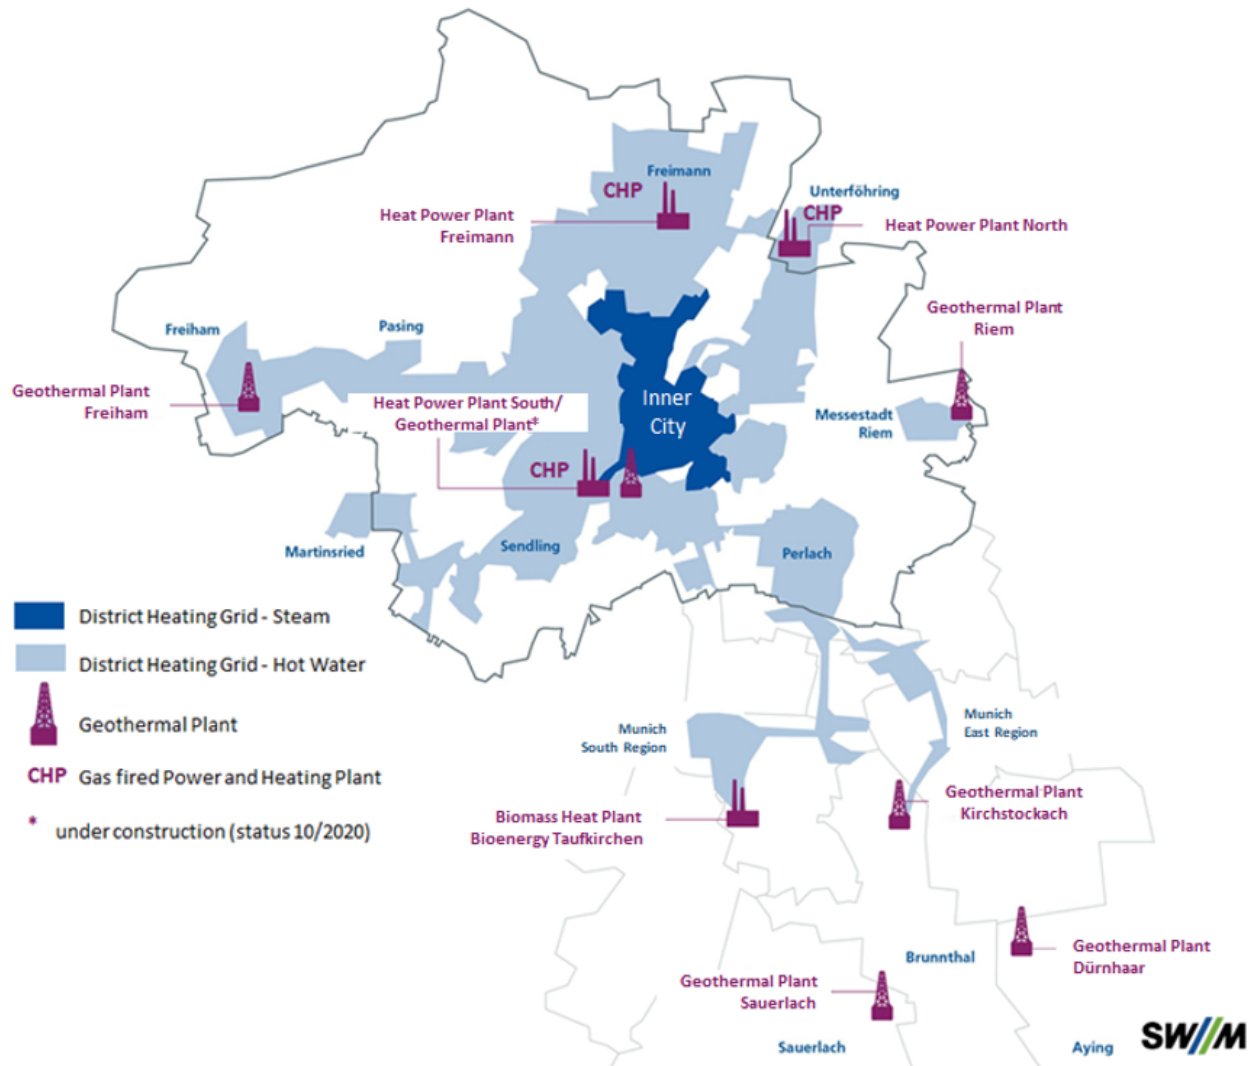 Freimann
CHP
Unterföhring
CHP
Heat Power Plant
Freimann
Heat Power Plant North
Geothermal Plant
Riem
Freiham
Pasing
Geothermal Plant
Freiham
Heat Power Plant South/
Geothermal Plant*
Inner
City
Messestadt
Riem
CHP
Martinsried
Sendling
Perlach
District Heating Grid - Steam
District Heating Grid - Hot Water
Geothermal Plant
CHP Gas fired Power and Heating Plant
* under construction (status 10/2020)
Munich
South Region
Munich
East Region
Biomass Heat Plant
Bioenergy Taufkirchen
Geothermal Plant
Kirchstockach
Brunnthal
Geothermal Plant
Dürnhaar
Geothermal Plant
Sauerlach
Sauerlach
Aying
SW//M